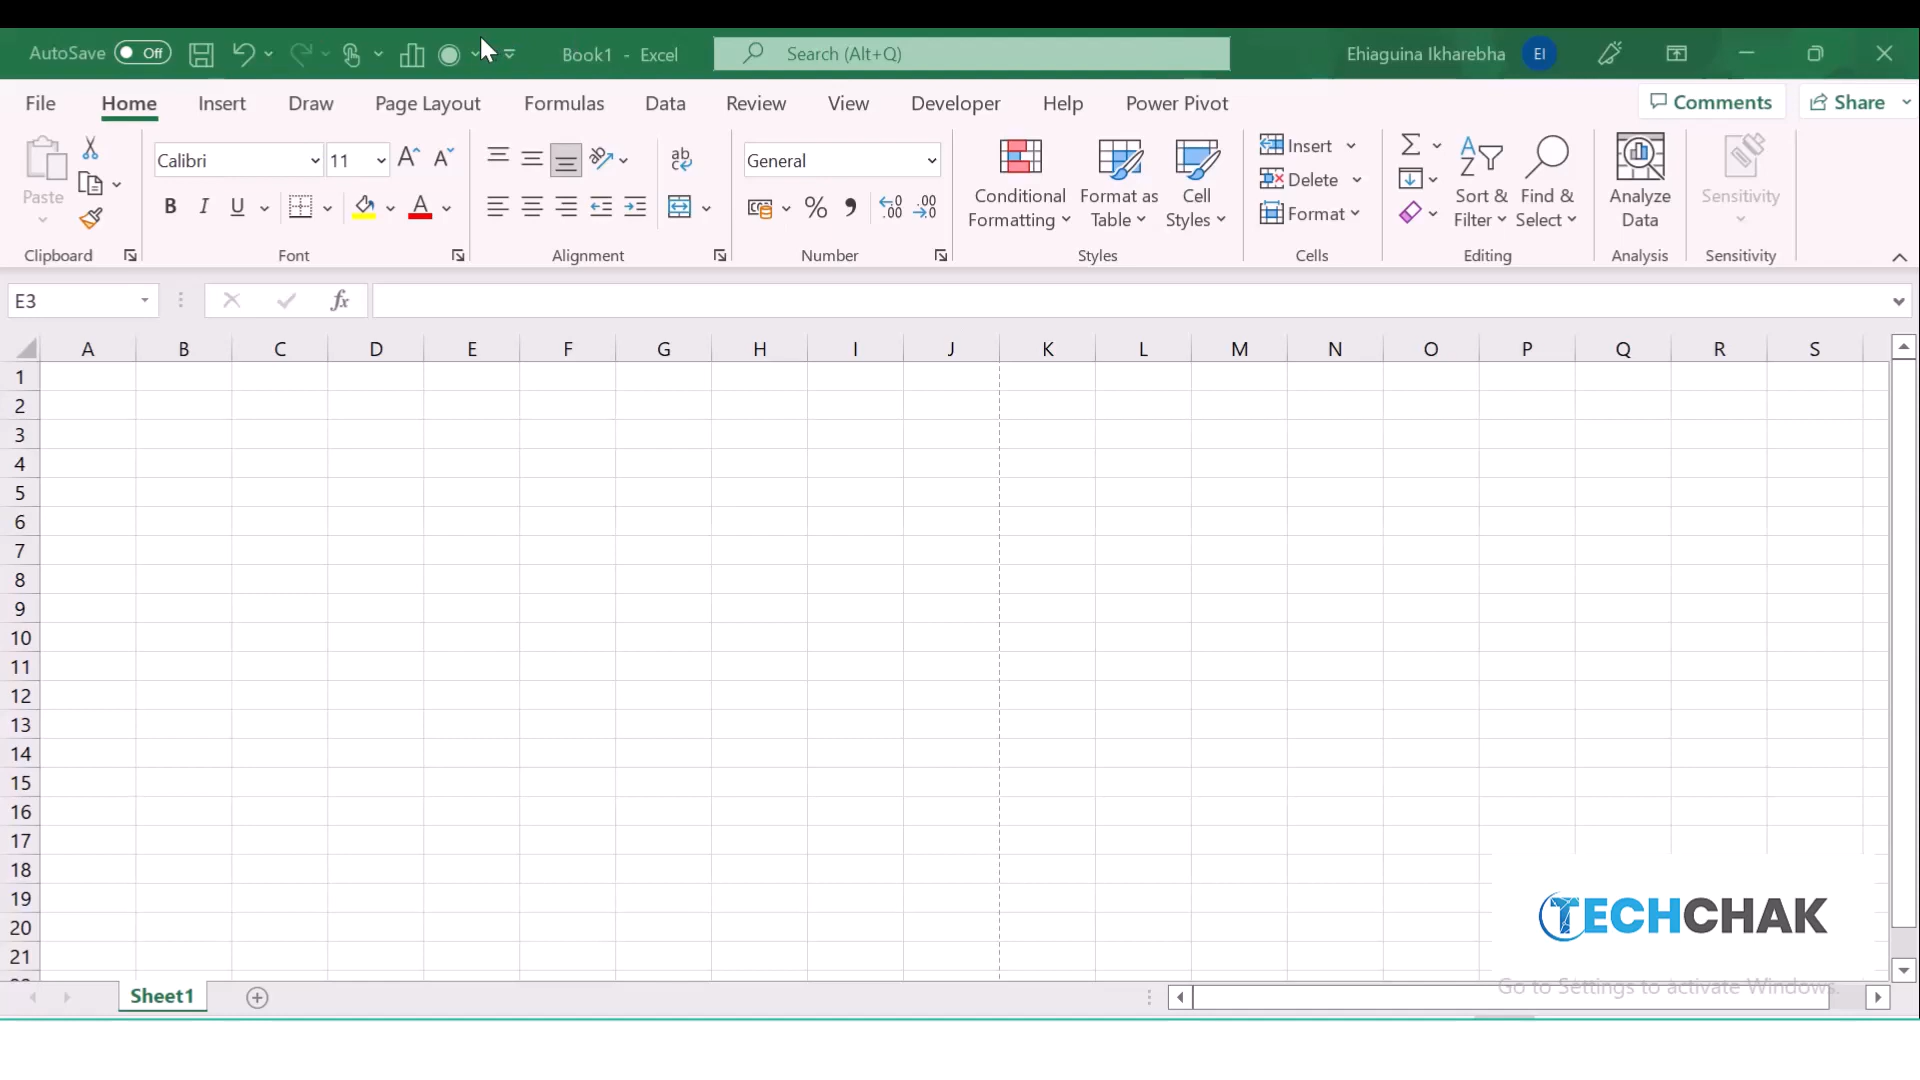 AutoSave Off Book1 - Excel Search (Alt+Q) Ehiaguina Ikharebha EI
File Home Insert Draw Page Layout Formulas Data Review View Developer Help Power Pivot Comments Share
Paste
Clipboard
Calibri 11
B I U A
Font
ab
Alignment
General
% , .00 .00
Number
Conditional
Formatting
Format as
Table
Cell
Styles
Styles
Insert
Delete
Format
Cells
Sort &
Filter
Find &
Select
Editing
Analyze
Data
Analysis
Sensitivity
Sensitivity
E3 fx
A B C D E F G H I J K L M N O P Q R S
1
2
3
4
5
6
7
8
9
10
11
12
13
14
15
16
17
18
19
20
21
TECHCHAK
Go to Settings to activate Windows.
Sheet1